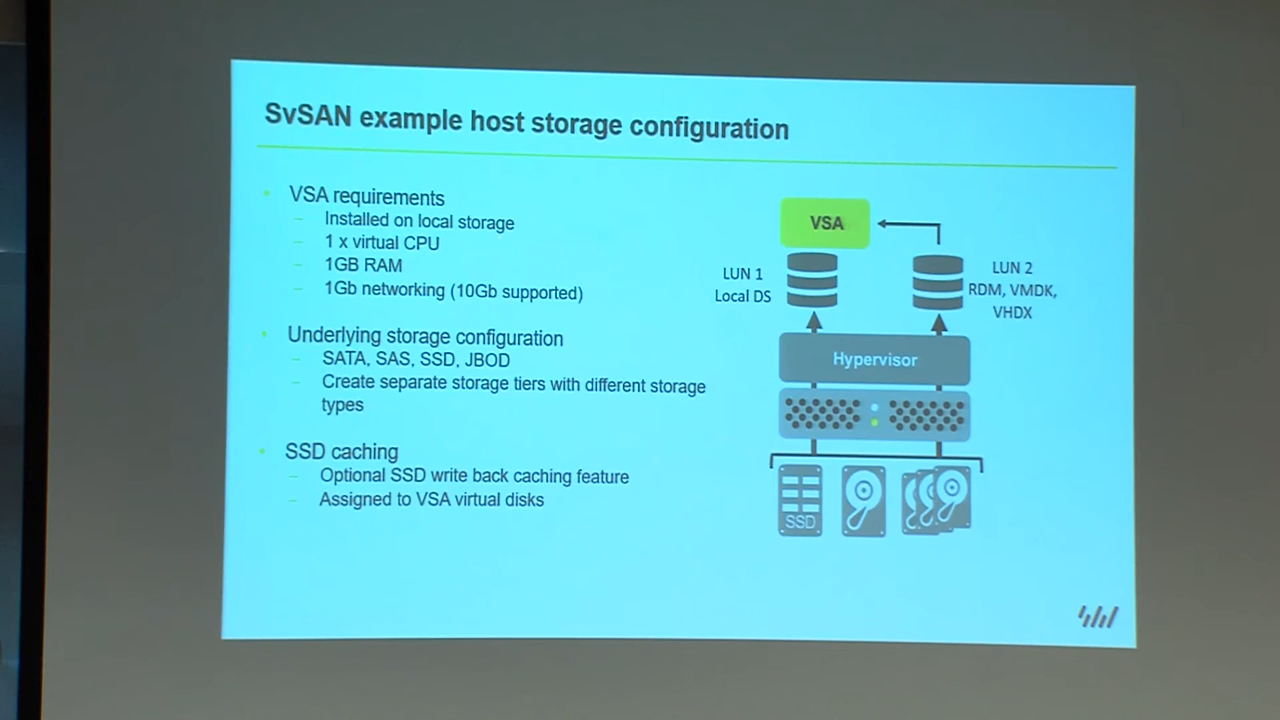 SvSAN example host storage configuration
• VSA requirements
– Installed on local storage
– 1 x virtual CPU
– 1GB RAM
– 1Gb networking (10Gb supported)
• Underlying storage configuration
– SATA, SAS, SSD, JBOD
– Create separate storage tiers with different storage
types
• SSD caching
– Optional SSD write back caching feature
– Assigned to VSA virtual disks
VSA
LUN 1
Local DS
LUN 2
RDM, VMDK,
VHDX
Hypervisor
SSD